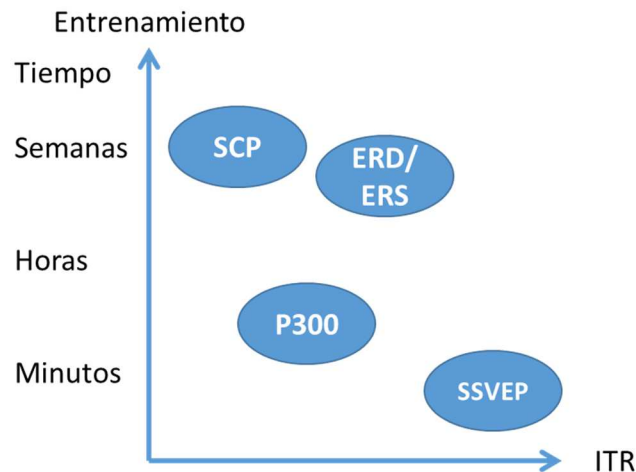 Entrenamiento
Tiempo
Semanas
SCP
ERD/
ERS
Horas
P300
Minutos
SSVEP
ITR